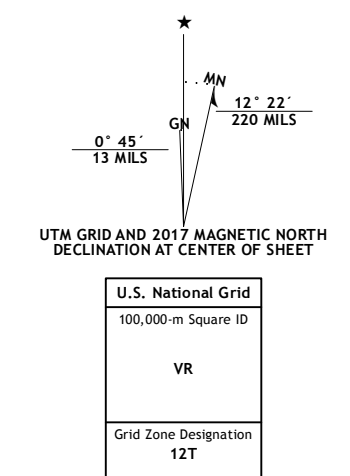 ★
MN
GN
12° 22´
220 MILS
0° 45´
13 MILS
UTM GRID AND 2017 MAGNETIC NORTH
DECLINATION AT CENTER OF SHEET
U.S. National Grid
100,000-m Square ID
VR
Grid Zone Designation
12T